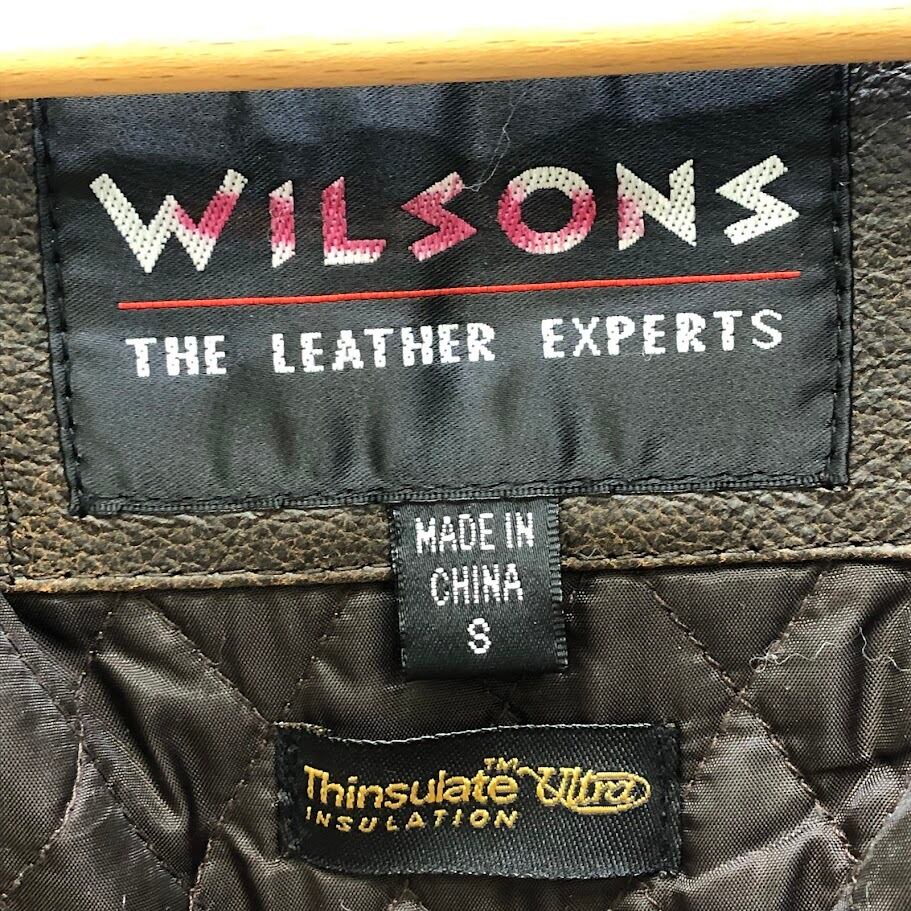 WILSONS
THE LEATHER EXPERTS
MADE IN
CHINA
S
Thinsulate™ Ultra
INSULATION